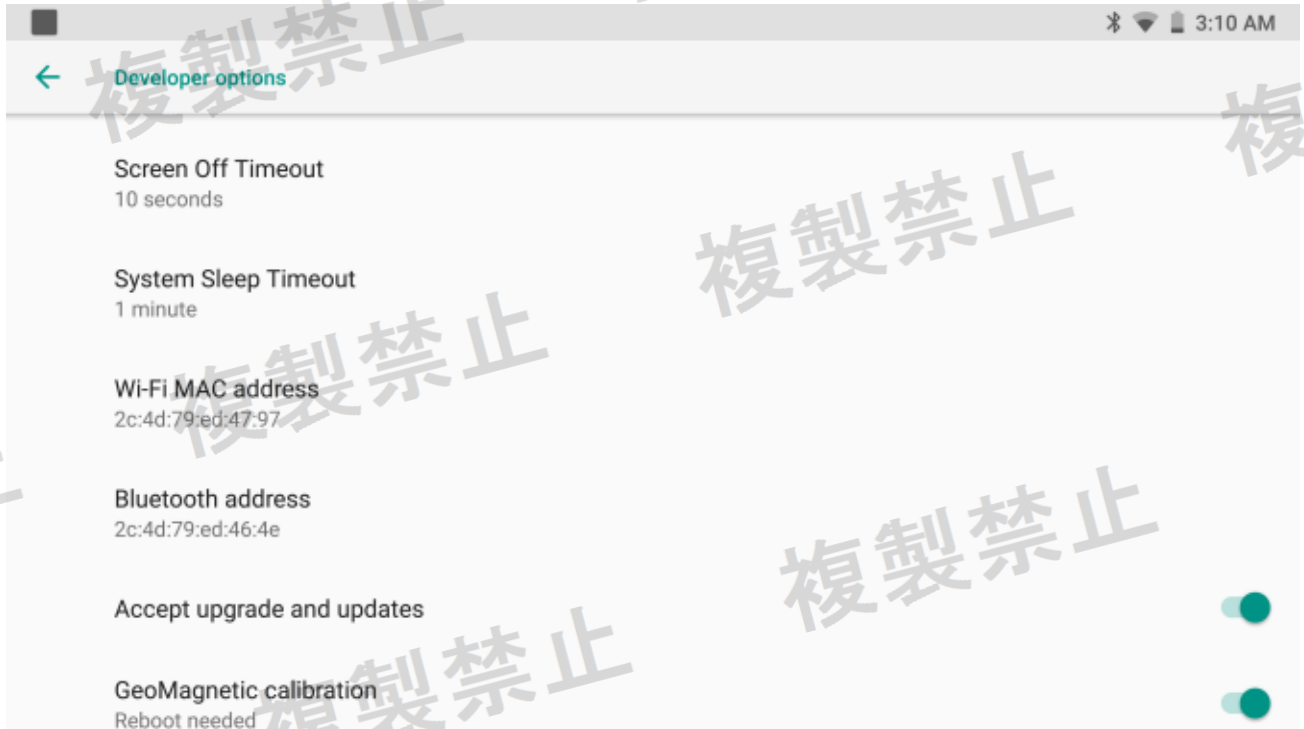 3:10 AM
Developer options
Screen Off Timeout
10 seconds
System Sleep Timeout
1 minute
Wi-Fi MAC address
2c:4d:79:ed:47:97
Bluetooth address
2c:4d:79:ed:46:4e
Accept upgrade and updates
GeoMagnetic calibration
Reboot needed
複製禁止
複製禁止
複製禁止
複製禁止
複製禁止
複
止